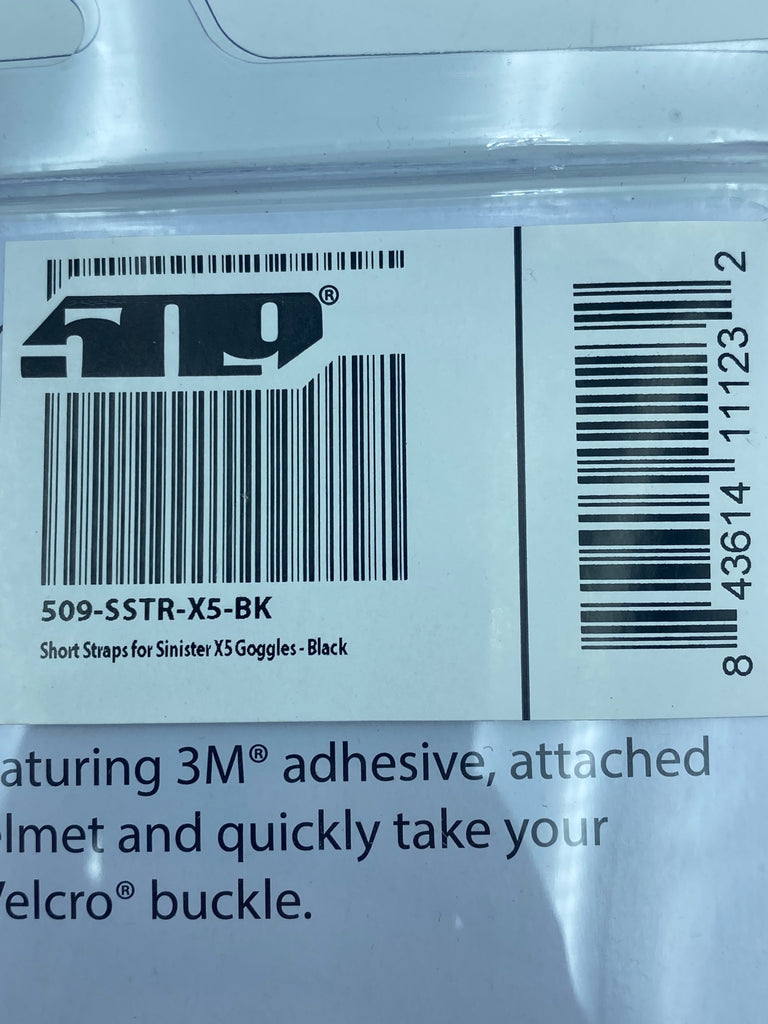 509®
509-SSTR-X5-BK
Short Straps for Sinister X5 Goggles - Black
8 43614 11123 2
aturing 3M® adhesive, attached
elmet and quickly take your
Velcro® buckle.